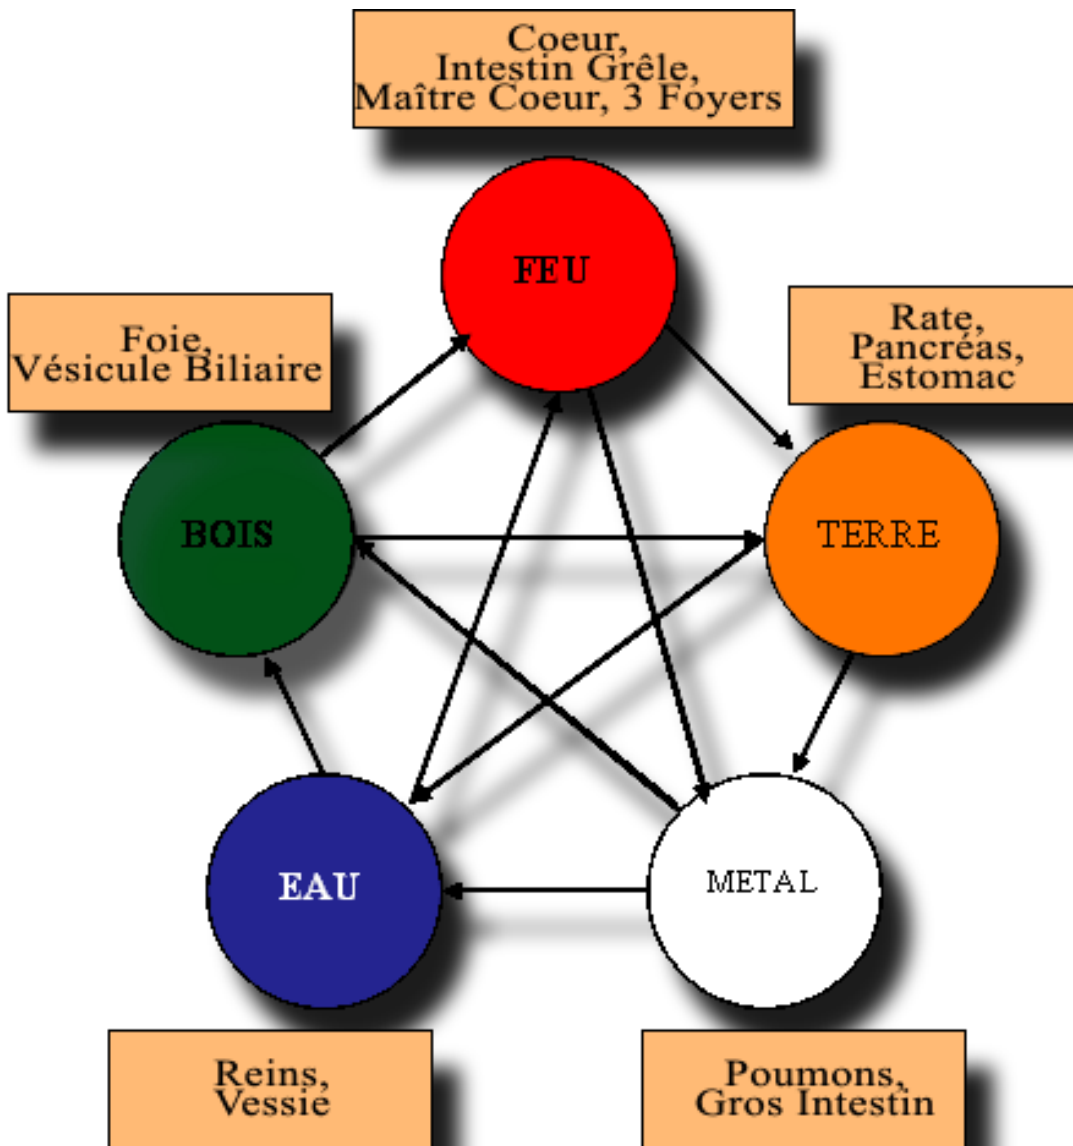 Coeur,
Intestin Grêle,
Maître Coeur, 3 Foyers
FEU
Foie,
Vésicule Biliaire
Rate,
Pancréas,
Estomac
BOIS
TERRE
EAU
METAL
Reins,
Vessie
Poumons,
Gros Intestin